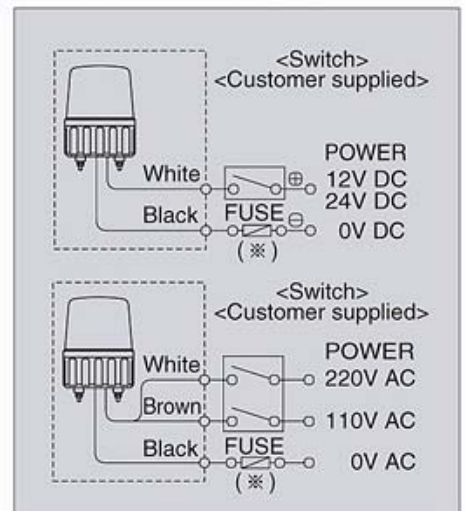 <Switch>
<Customer supplied>
POWER
White ⊕ 12V DC
24V DC
Black FUSE ⊖ 0V DC
(※)
<Switch>
<Customer supplied>
POWER
White 220V AC
Brown 110V AC
Black FUSE 0V AC
(※)